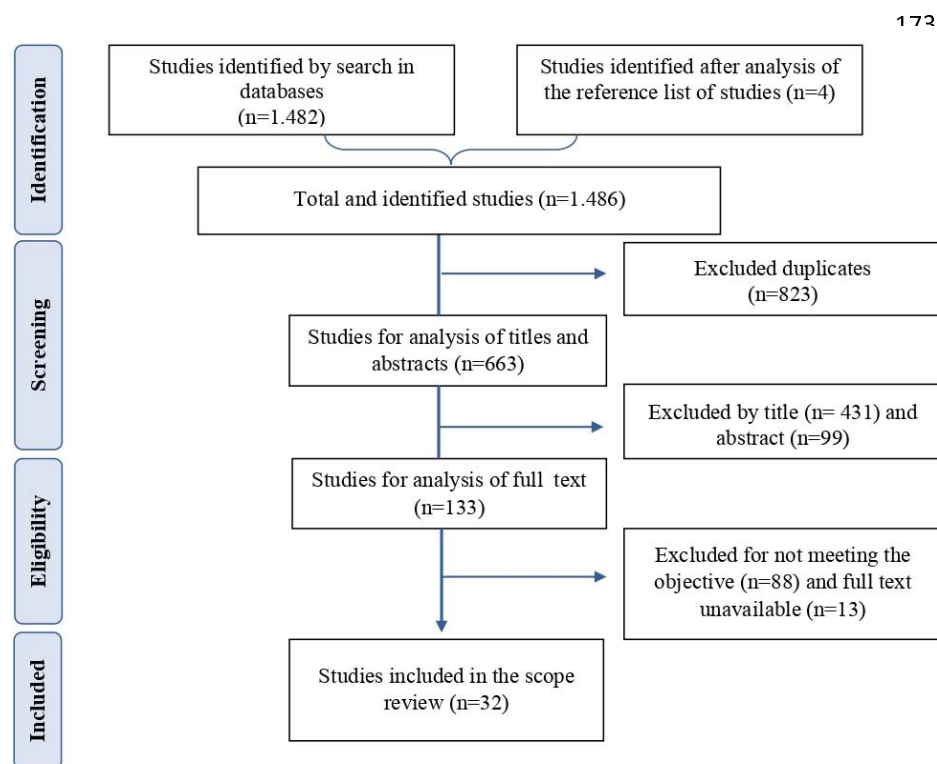 173
Identification
Studies identified by search in
databases
(n=1.482)
Studies identified after analysis of
the reference list of studies (n=4)
Total and identified studies (n=1.486)
Screening
Excluded duplicates
(n=823)
Studies for analysis of titles and
abstracts (n=663)
Excluded by title (n= 431) and
abstract (n=99)
Eligibility
Studies for analysis of full text
(n=133)
Excluded for not meeting the
objective (n=88) and full text
unavailable (n=13)
Included
Studies included in the scope
review (n=32)